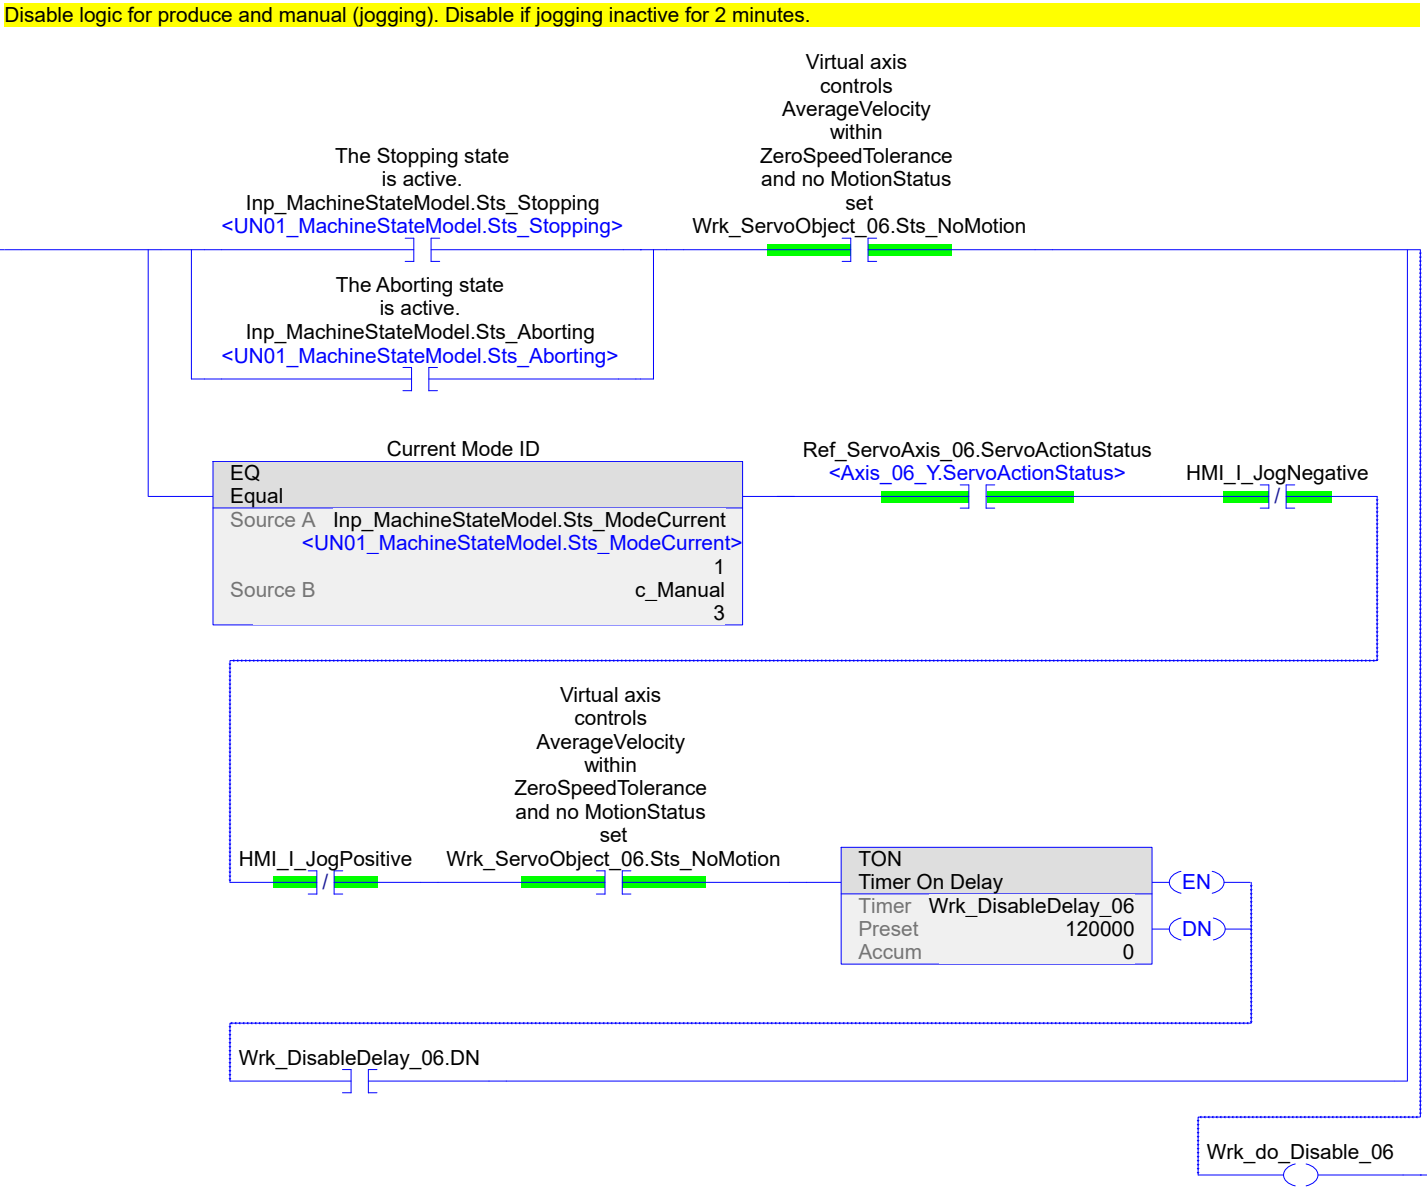 Disable logic for produce and manual (jogging). Disable if jogging inactive for 2 minutes.
Virtual axis
controls
AverageVelocity
within
ZeroSpeedTolerance
and no MotionStatus
set
Wrk_ServoObject_06.Sts_NoMotion
The Stopping state
is active.
Inp_MachineStateModel.Sts_Stopping
<UN01_MachineStateModel.Sts_Stopping>
The Aborting state
is active.
Inp_MachineStateModel.Sts_Aborting
<UN01_MachineStateModel.Sts_Aborting>
Current Mode ID
EQ
Equal
Source A Inp_MachineStateModel.Sts_ModeCurrent
<UN01_MachineStateModel.Sts_ModeCurrent>
1
Source B c_Manual
3
Ref_ServoAxis_06.ServoActionStatus
<Axis_06_Y.ServoActionStatus>
HMI_I_JogNegative
/
HMI_I_JogPositive
/
Virtual axis
controls
AverageVelocity
within
ZeroSpeedTolerance
and no MotionStatus
set
Wrk_ServoObject_06.Sts_NoMotion
TON
Timer On Delay
Timer Wrk_DisableDelay_06
Preset 120000
Accum 0
EN
DN
Wrk_DisableDelay_06.DN
Wrk_do_Disable_06